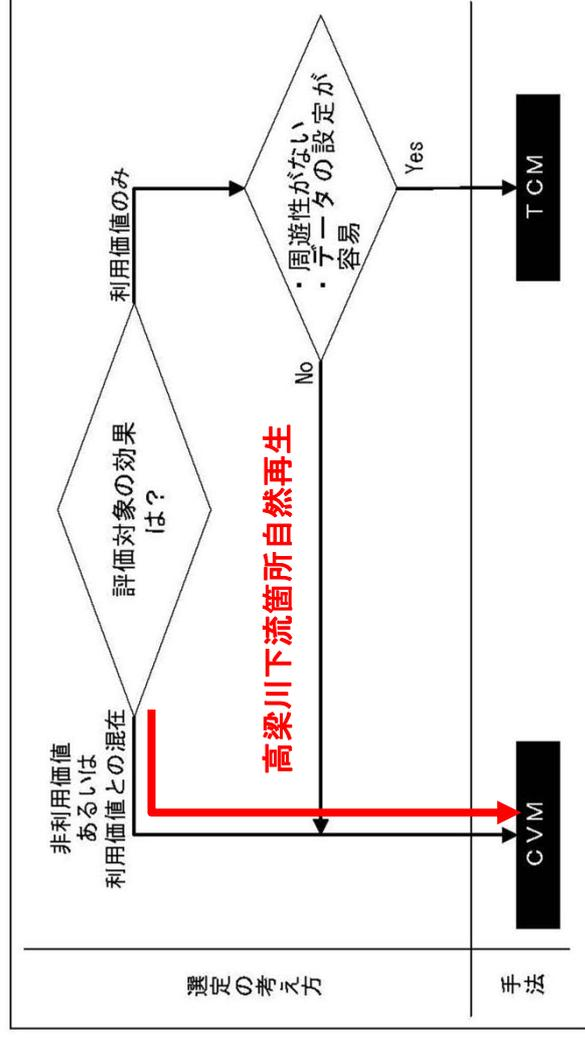 選定の考え方
評価対象の効果
は？
非利用価値
あるいは
利用価値との混在
利用価値のみ
：周遊性がない
：データの設定が
容易
No
Yes
高梁川下流箇所自然再生
手法
CVM
TCM